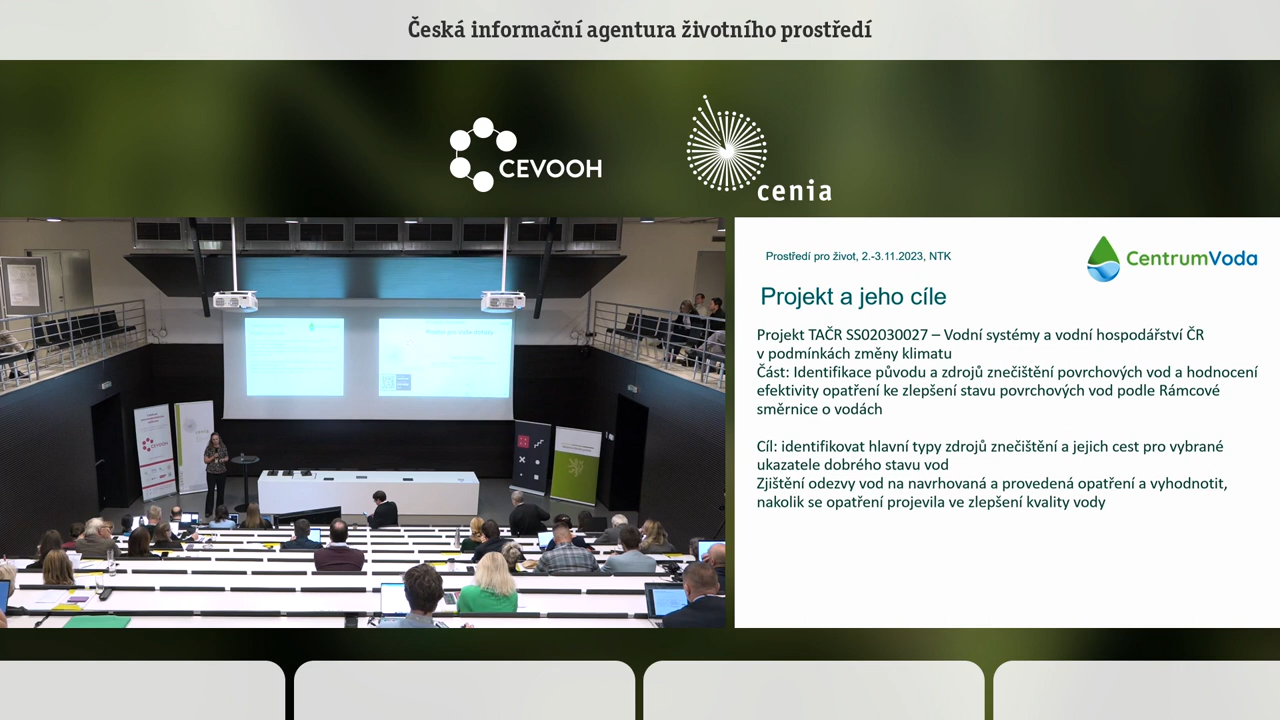 Česká informační agentura životního prostředí
CEVOOH
cenia
Prostředí pro život, 2.-3.11.2023, NTK
CentrumVoda
Projekt a jeho cíle
Projekt TAČR SS02030027 – Vodní systémy a vodní hospodářství ČR
v podmínkách změny klimatu
Část: Identifikace původu a zdrojů znečištění povrchových vod a hodnocení
efektivity opatření ke zlepšení stavu povrchových vod podle Rámcové
směrnice o vodách
Cíl: identifikovat hlavní typy zdrojů znečištění a jejich cest pro vybrané
ukazatele dobrého stavu vod
Zjištění odezvy vod na navrhovaná a provedená opatření a vyhodnotit,
nakolik se opatření projevila ve zlepšení kvality vody
CEVOOH